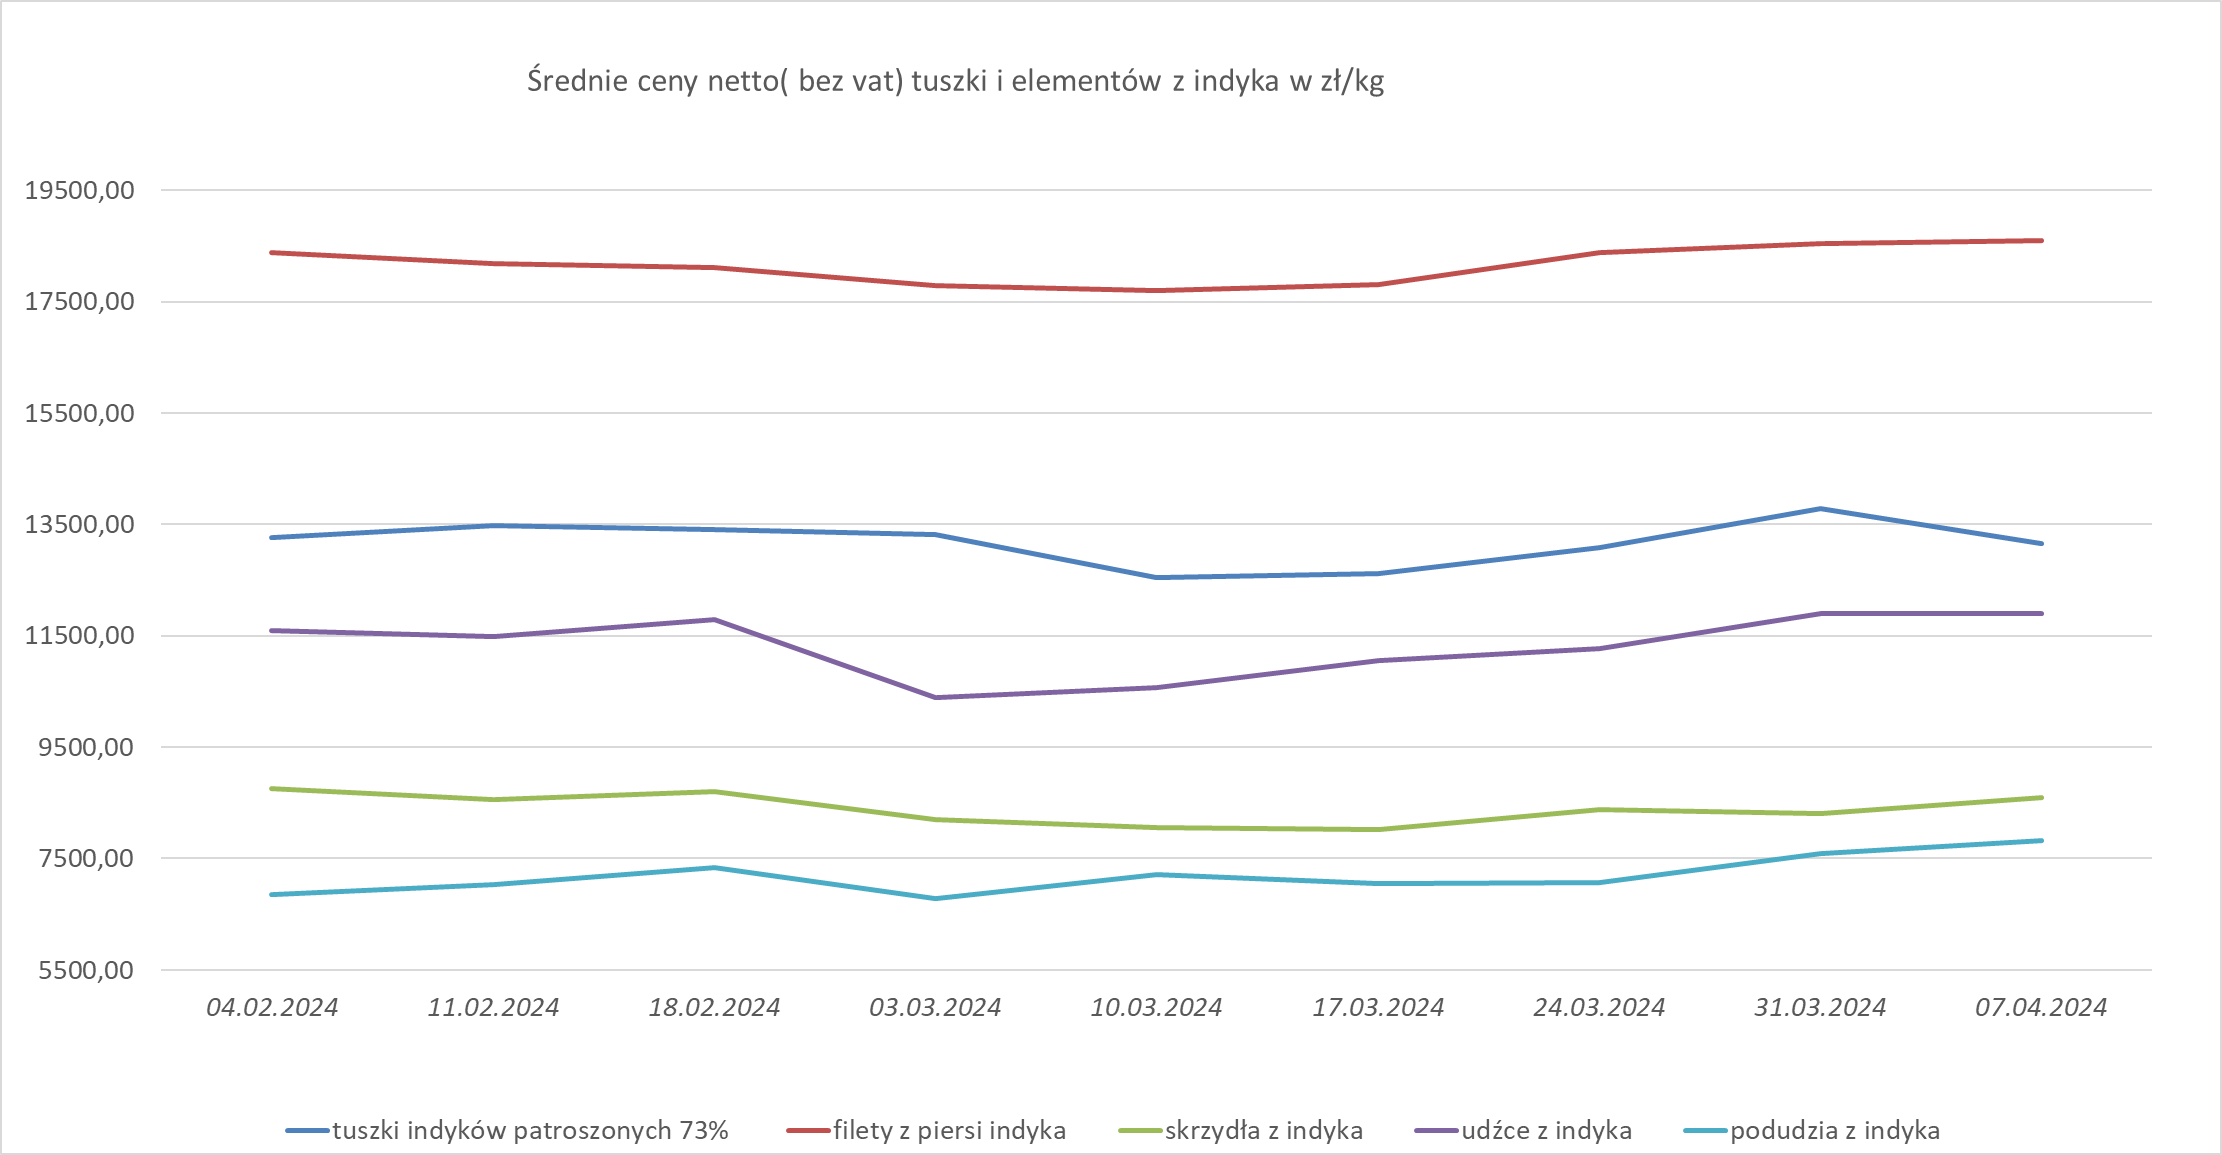 Średnie ceny netto( bez vat) tuszki i elementów z indyka w zł/kg
19500,00
17500,00
15500,00
13500,00
11500,00
9500,00
7500,00
5500,00
04.02.2024 11.02.2024 18.02.2024 03.03.2024 10.03.2024 17.03.2024 24.03.2024 31.03.2024 07.04.2024
tuszki indyków patroszonych 73% filety z piersi indyka skrzydła z indyka udźce z indyka podudzia z indyka